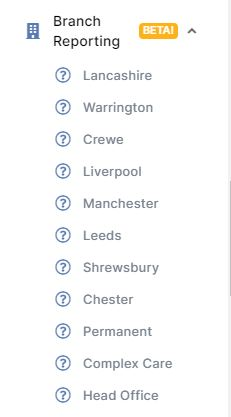 Branch
Reporting BETA!
Lancashire
Warrington
Crewe
Liverpool
Manchester
Leeds
Shrewsbury
Chester
Permanent
Complex Care
Head Office